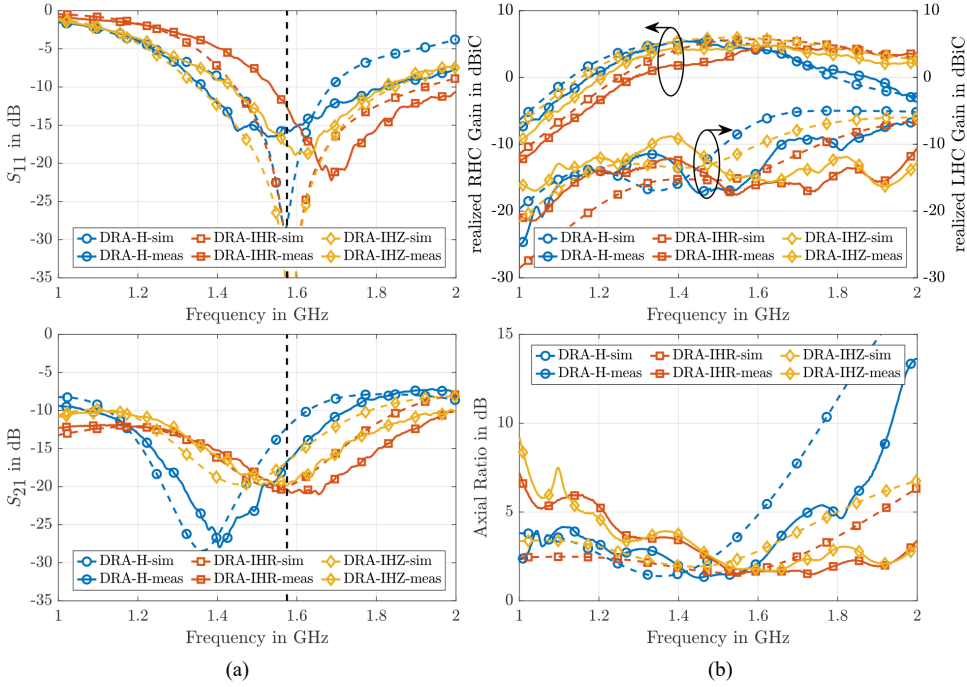 0
-5
-10
-15
-20
-25
-30
-35
S11 in dB
DRA-H-sim DRA-IHR-sim DRA-IHZ-sim
DRA-H-meas DRA-IHR-meas DRA-IHZ-meas
1 1.2 1.4 1.6 1.8 2
Frequency in GHz
10
0
-10
-20
-30
realized RHC Gain in dBiC
10
0
-10
-20
-30
realized LHC Gain in dBiC
DRA-H-sim DRA-IHR-sim DRA-IHZ-sim
DRA-H-meas DRA-IHR-meas DRA-IHZ-meas
1 1.2 1.4 1.6 1.8 2
Frequency in GHz
0
-5
-10
-15
-20
-25
-30
-35
S21 in dB
DRA-H-sim DRA-IHR-sim DRA-IHZ-sim
DRA-H-meas DRA-IHR-meas DRA-IHZ-meas
1 1.2 1.4 1.6 1.8 2
Frequency in GHz
(a)
15
10
5
0
Axial Ratio in dB
DRA-H-sim DRA-IHR-sim DRA-IHZ-sim
DRA-H-meas DRA-IHR-meas DRA-IHZ-meas
1 1.2 1.4 1.6 1.8 2
Frequency in GHz
(b)